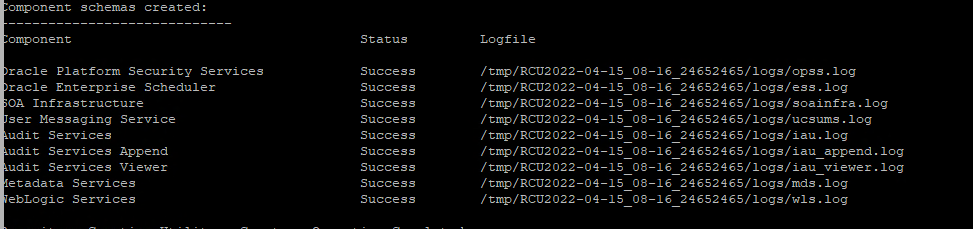 Component schemas created:
-----------------------------
Component Status Logfile
Oracle Platform Security Services Success /tmp/RCU2022-04-15_08-16_24652465/logs/opss.log
Oracle Enterprise Scheduler Success /tmp/RCU2022-04-15_08-16_24652465/logs/ess.log
SOA Infrastructure Success /tmp/RCU2022-04-15_08-16_24652465/logs/soainfra.log
User Messaging Service Success /tmp/RCU2022-04-15_08-16_24652465/logs/ucsums.log
Audit Services Success /tmp/RCU2022-04-15_08-16_24652465/logs/iau.log
Audit Services Append Success /tmp/RCU2022-04-15_08-16_24652465/logs/iau_append.log
Audit Services Viewer Success /tmp/RCU2022-04-15_08-16_24652465/logs/iau_viewer.log
Metadata Services Success /tmp/RCU2022-04-15_08-16_24652465/logs/mds.log
WebLogic Services Success /tmp/RCU2022-04-15_08-16_24652465/logs/wls.log